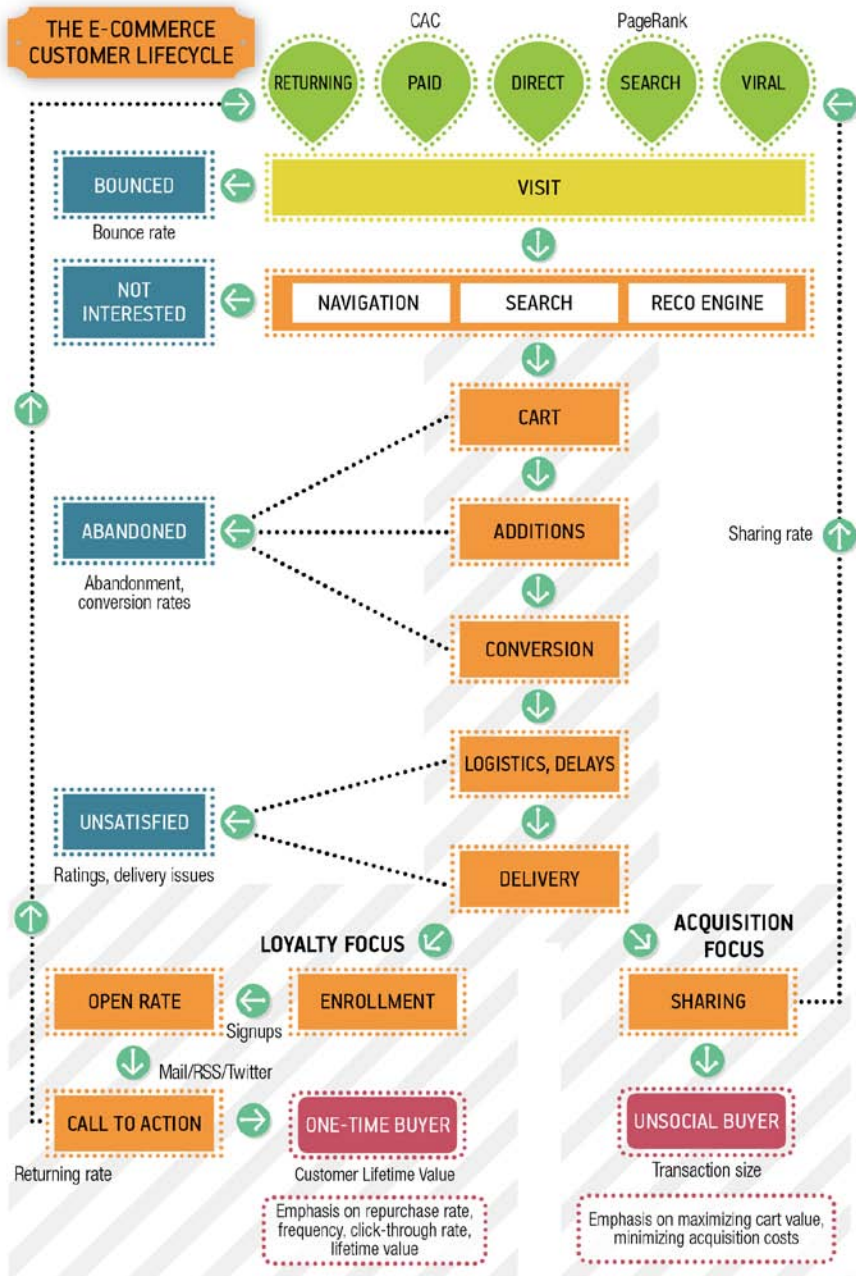 THE E-COMMERCE
CUSTOMER LIFECYCLE
CAC
PageRank
RETURNING
PAID
DIRECT
SEARCH
VIRAL
BOUNCED
VISIT
Bounce rate
NOT
INTERESTED
NAVIGATION
SEARCH
RECO ENGINE
CART
ABANDONED
ADDITIONS
Sharing rate
Abandonment,
conversion rates
CONVERSION
LOGISTICS, DELAYS
UNSATISFIED
Ratings, delivery issues
DELIVERY
LOYALTY FOCUS
ACQUISITION
FOCUS
OPEN RATE
ENROLLMENT
SHARING
Signups
Mail/RSS/Twitter
CALL TO ACTION
ONE-TIME BUYER
UNSOCIAL BUYER
Returning rate
Customer Lifetime Value
Transaction size
Emphasis on repurchase rate,
frequency, click-through rate,
lifetime value
Emphasis on maximizing cart value,
minimizing acquisition costs